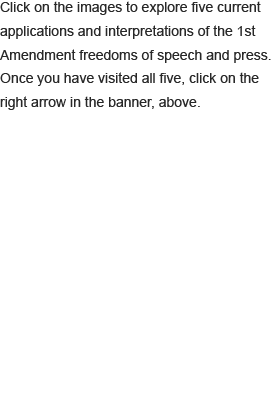 Click on the images to explore five current
applications and interpretations of the 1st
Amendment freedoms of speech and press.
Once you have visited all five, click on the
right arrow in the banner, above.